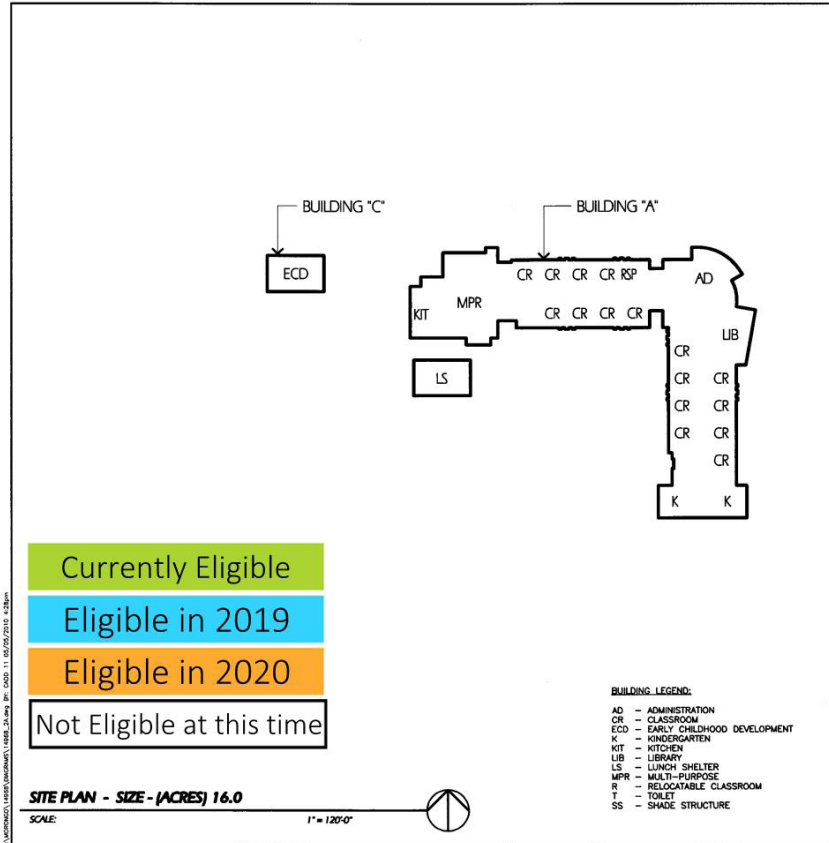 BUILDING "C"
BUILDING "A"
ECD
CR CR CR CR RSP
AD
KIT
MPR
CR CR CR CR
LIB
CR
LS
CR CR
CR CR
CR CR
CR
K K
Currently Eligible
Eligible in 2019
Eligible in 2020
Not Eligible at this time
BUILDING LEGEND:
AD – ADMINISTRATION
CR – CLASSROOM
ECD – EARLY CHILDHOOD DEVELOPMENT
K – KINDERGARTEN
KIT – KITCHEN
LIB – LIBRARY
LS – LUNCH SHELTER
MPR – MULTI-PURPOSE
R – RELOCATABLE CLASSROOM
T – TOILET
SS – SHADE STRUCTURE
SITE PLAN - SIZE - (ACRES) 16.0
SCALE: 1" = 120'-0"